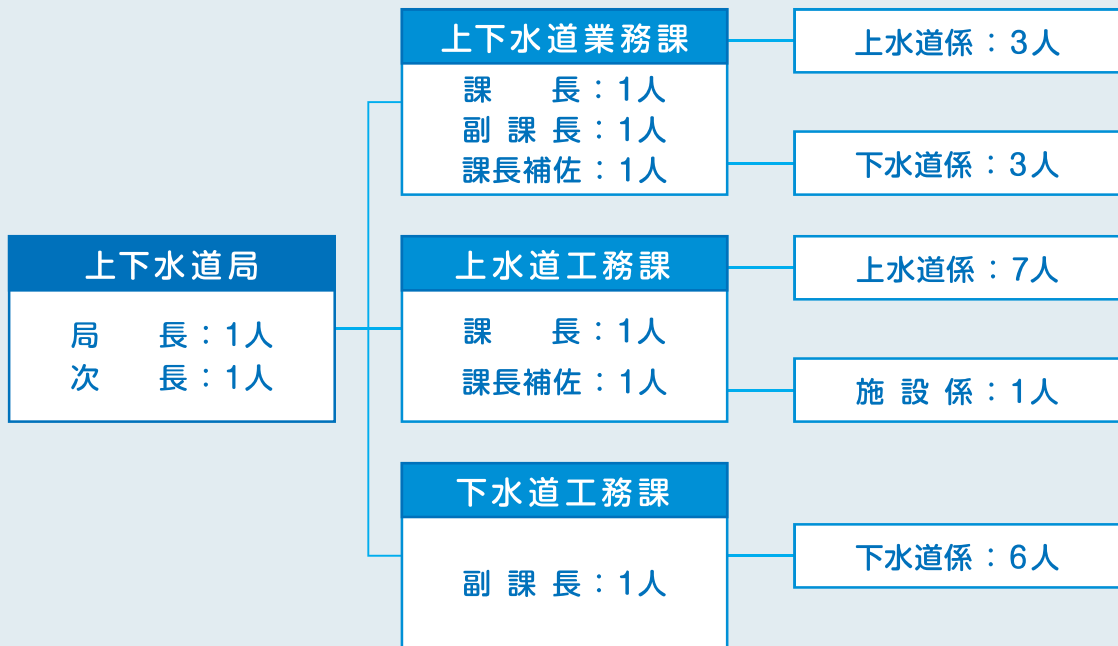 上下水道局
局　　長：1人
次　　長：1人
上下水道業務課
課　　長：1人
副 課 長：1人
課長補佐：1人
上水道係：3人
下水道係：3人
上水道工務課
課　　長：1人
課長補佐：1人
上水道係：7人
施 設 係：1人
下水道工務課
副 課 長：1人
下水道係：6人